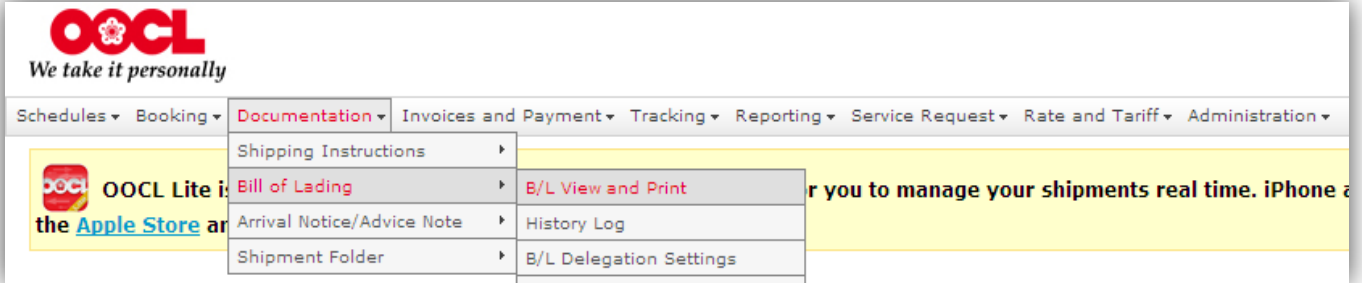 OOCL
We take it personally
Schedules Booking Documentation Invoices and Payment Tracking Reporting Service Request Rate and Tariff Administration
Shipping Instructions
OOCL OOCL Lite is Bill of Lading B/L View and Print or you to manage your shipments real time. iPhone
the Apple Store Arrival Notice/Advice Note History Log
Shipment Folder B/L Delegation Settings